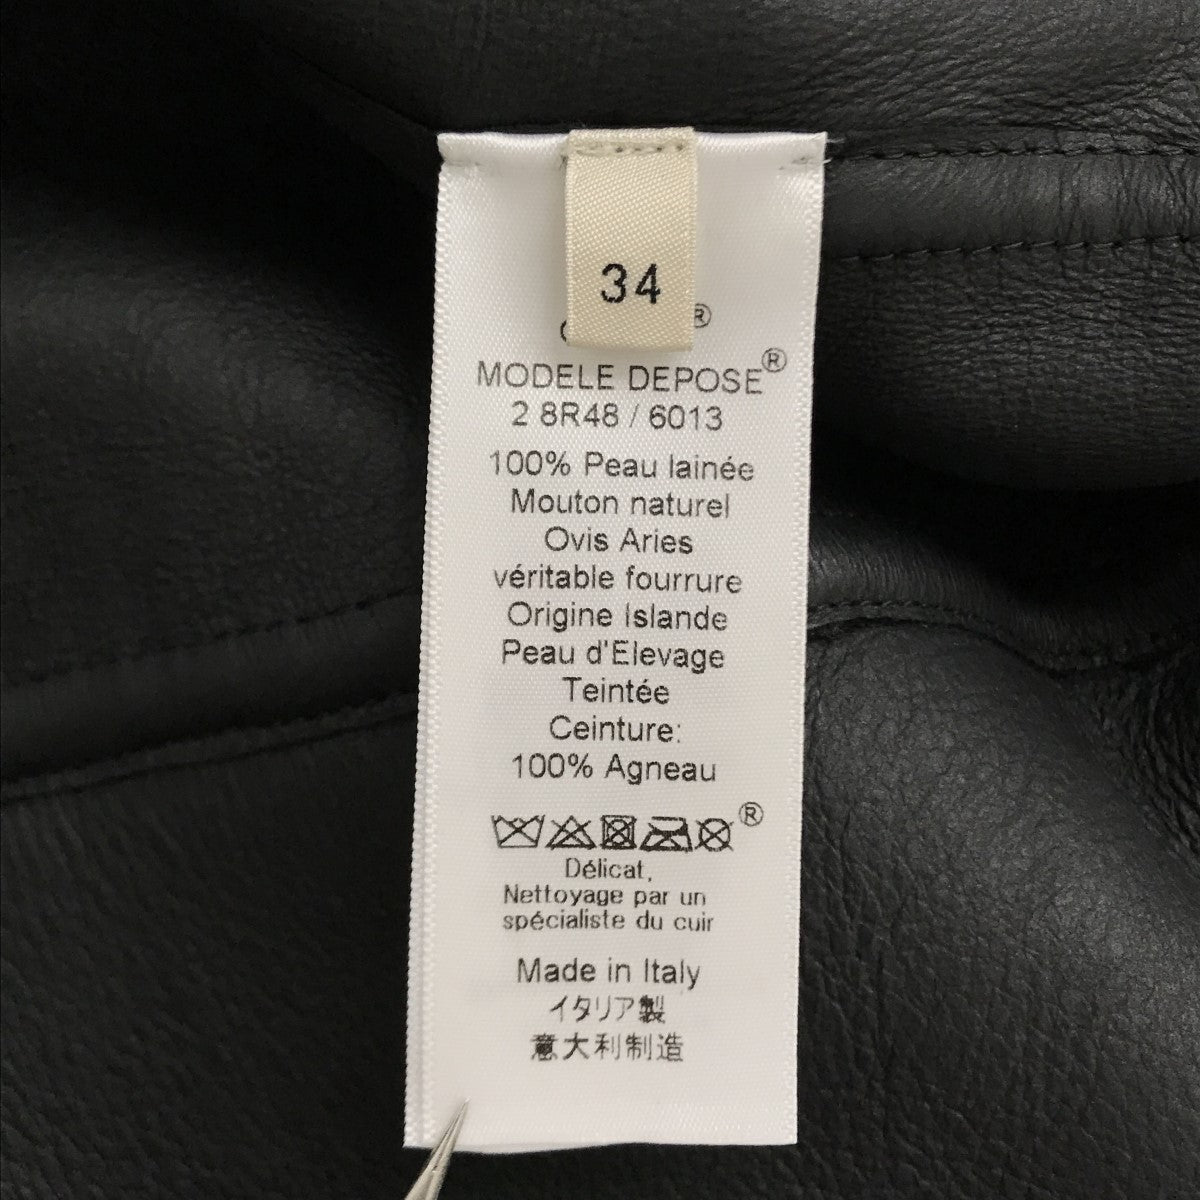 34
®
MODELE DEPOSE®
2 8R48 / 6013
100% Peau lainée
Mouton naturel
Ovis Aries
véritable fourrure
Origine Islande
Peau d'Elevage
Teintée
Ceinture:
100% Agneau
®
Délicat,
Nettoyage par un
spécialiste du cuir
Made in Italy
イタリア製
意大利制造